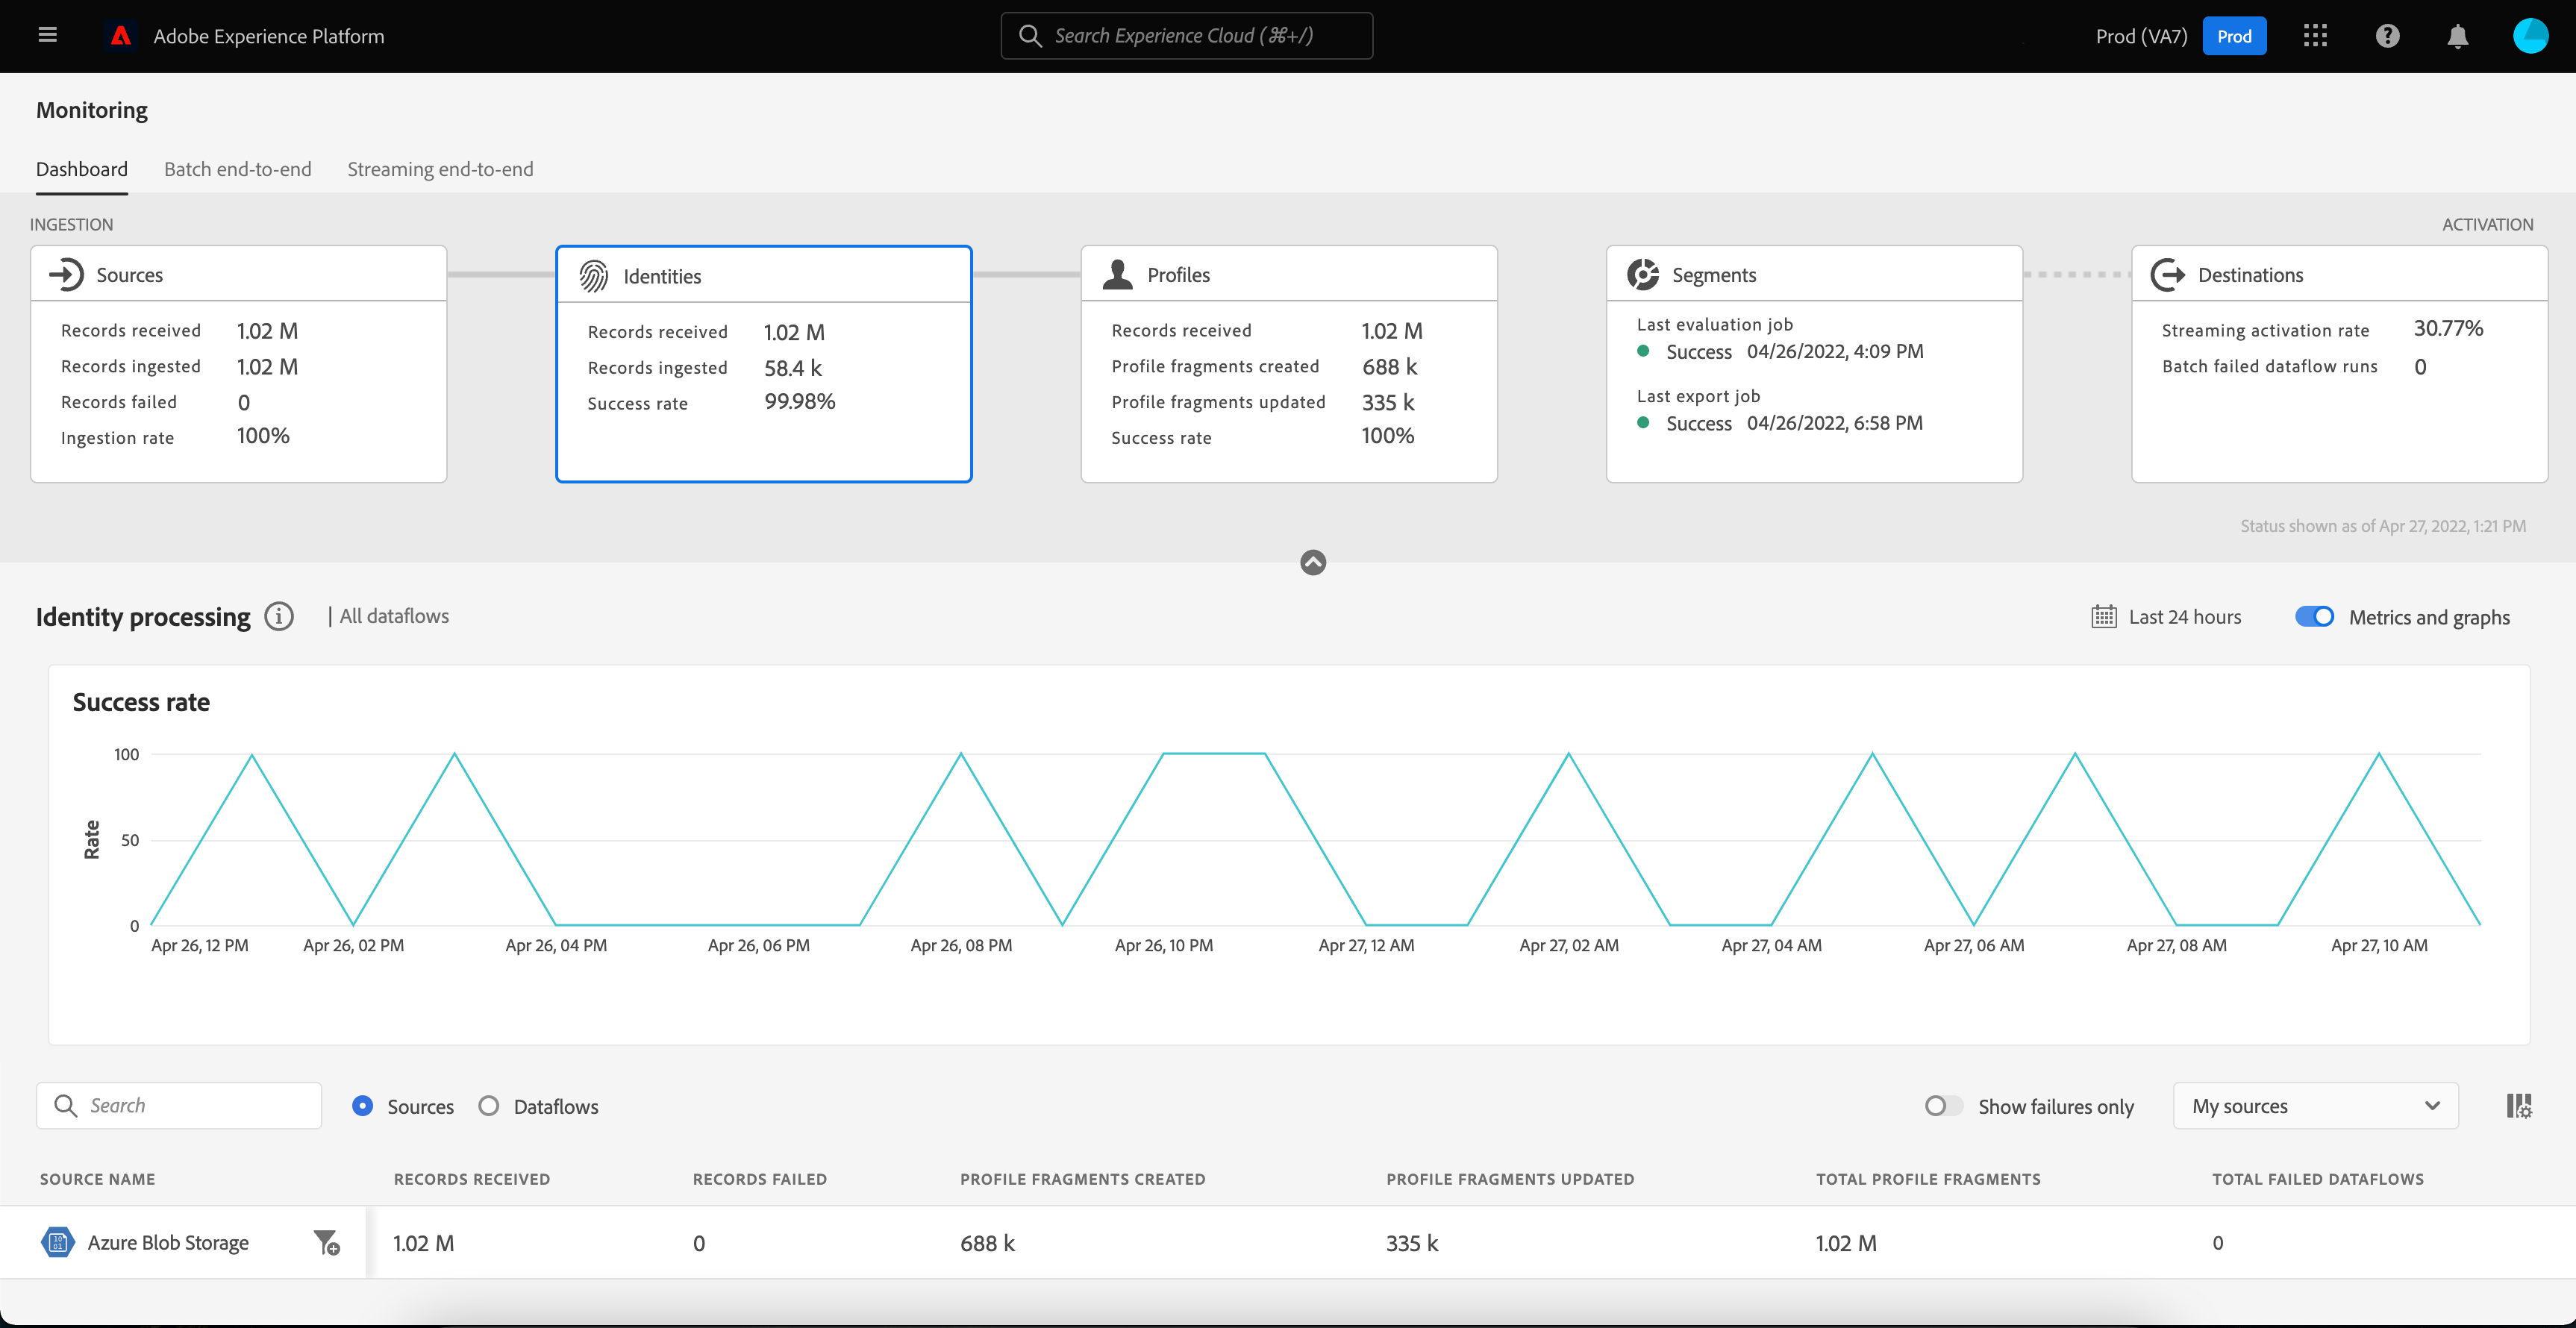 Adobe Experience Platform
Search Experience Cloud (⌘+/)
Prod (VA7)
Prod
Monitoring
Dashboard
Batch end-to-end
Streaming end-to-end
INGESTION
ACTIVATION
Sources
Records received 1.02 M
Records ingested 1.02 M
Records failed 0
Ingestion rate 100%
Identities
Records received 1.02 M
Records ingested 58.4 k
Success rate 99.98%
Profiles
Records received 1.02 M
Profile fragments created 688 k
Profile fragments updated 335 k
Success rate 100%
Segments
Last evaluation job
Success 04/26/2022, 4:09 PM
Last export job
Success 04/26/2022, 6:58 PM
Destinations
Streaming activation rate 30.77%
Batch failed dataflow runs 0
Status shown as of Apr 27, 2022, 1:21 PM
Identity processing
| All dataflows
Last 24 hours
Metrics and graphs
Success rate
Rate
100
50
0
Apr 26, 12 PM
Apr 26, 02 PM
Apr 26, 04 PM
Apr 26, 06 PM
Apr 26, 08 PM
Apr 26, 10 PM
Apr 27, 12 AM
Apr 27, 02 AM
Apr 27, 04 AM
Apr 27, 06 AM
Apr 27, 08 AM
Apr 27, 10 AM
Search
Sources
Dataflows
Show failures only
My sources
SOURCE NAME RECORDS RECEIVED RECORDS FAILED PROFILE FRAGMENTS CREATED PROFILE FRAGMENTS UPDATED TOTAL PROFILE FRAGMENTS TOTAL FAILED DATAFLOWS
Azure Blob Storage 1.02 M 0 688 k 335 k 1.02 M 0